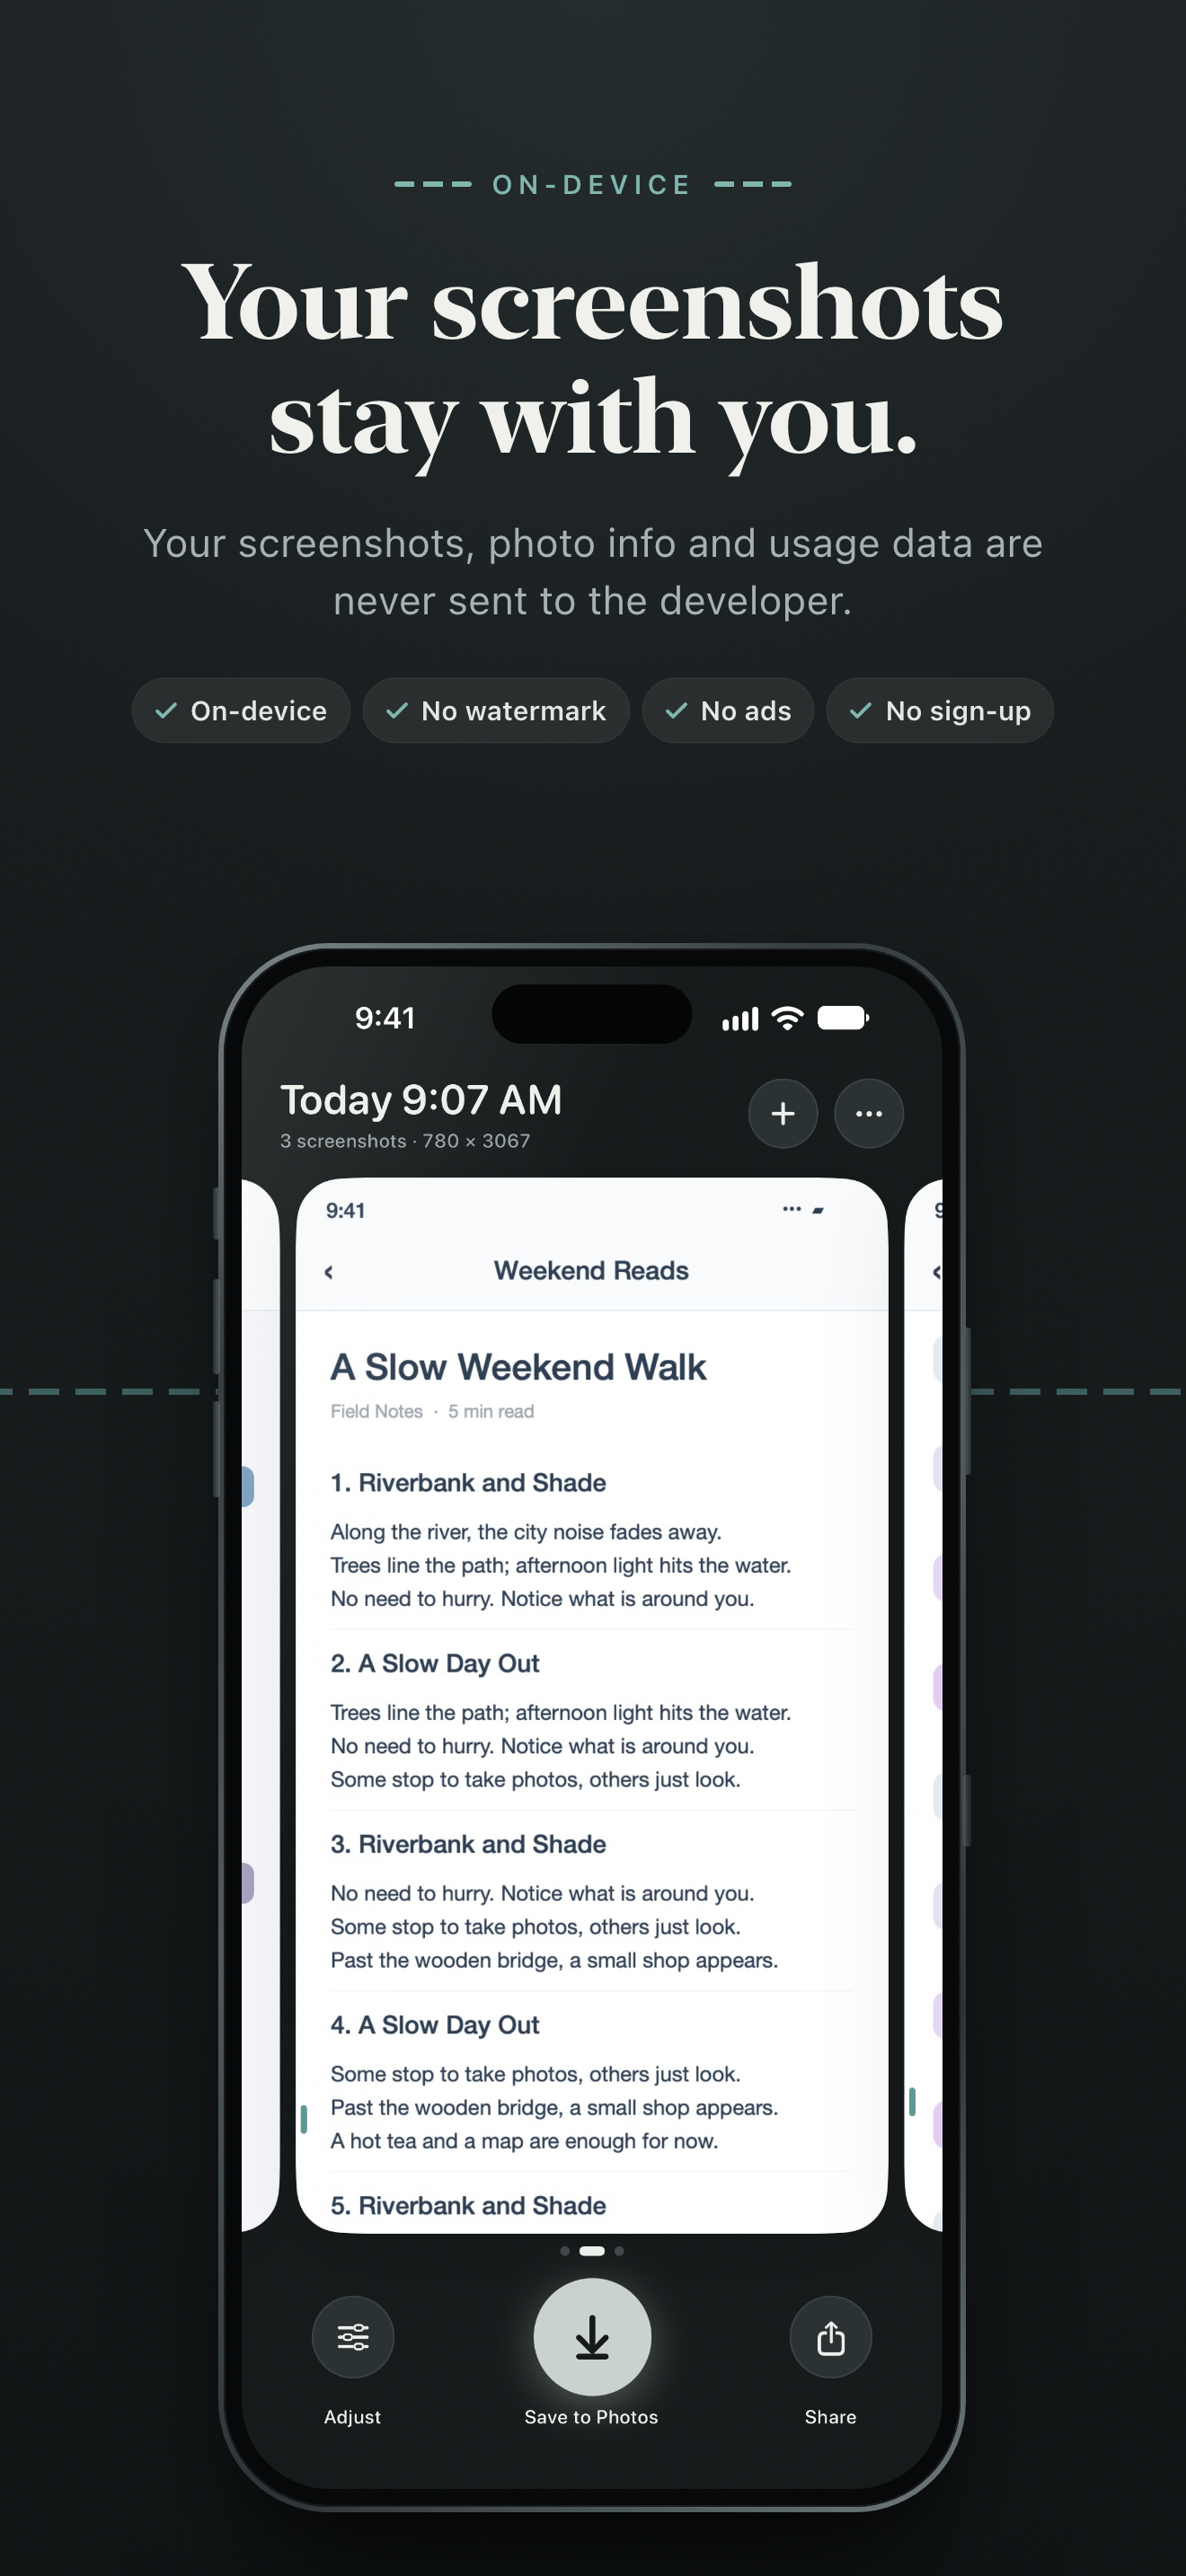 ON-DEVICE
Your screenshots
stay with you.
Your screenshots, photo info and usage data are
never sent to the developer.
On-device
No watermark
No ads
No sign-up
9:41
Today 9:07 AM
3 screenshots · 780 × 3067
9:41
Weekend Reads
A Slow Weekend Walk
Field Notes · 5 min read
1. Riverbank and Shade
Along the river, the city noise fades away.
Trees line the path; afternoon light hits the water.
No need to hurry. Notice what is around you.
2. A Slow Day Out
Trees line the path; afternoon light hits the water.
No need to hurry. Notice what is around you.
Some stop to take photos, others just look.
3. Riverbank and Shade
No need to hurry. Notice what is around you.
Some stop to take photos, others just look.
Past the wooden bridge, a small shop appears.
4. A Slow Day Out
Some stop to take photos, others just look.
Past the wooden bridge, a small shop appears.
A hot tea and a map are enough for now.
5. Riverbank and Shade
Adjust
Save to Photos
Share